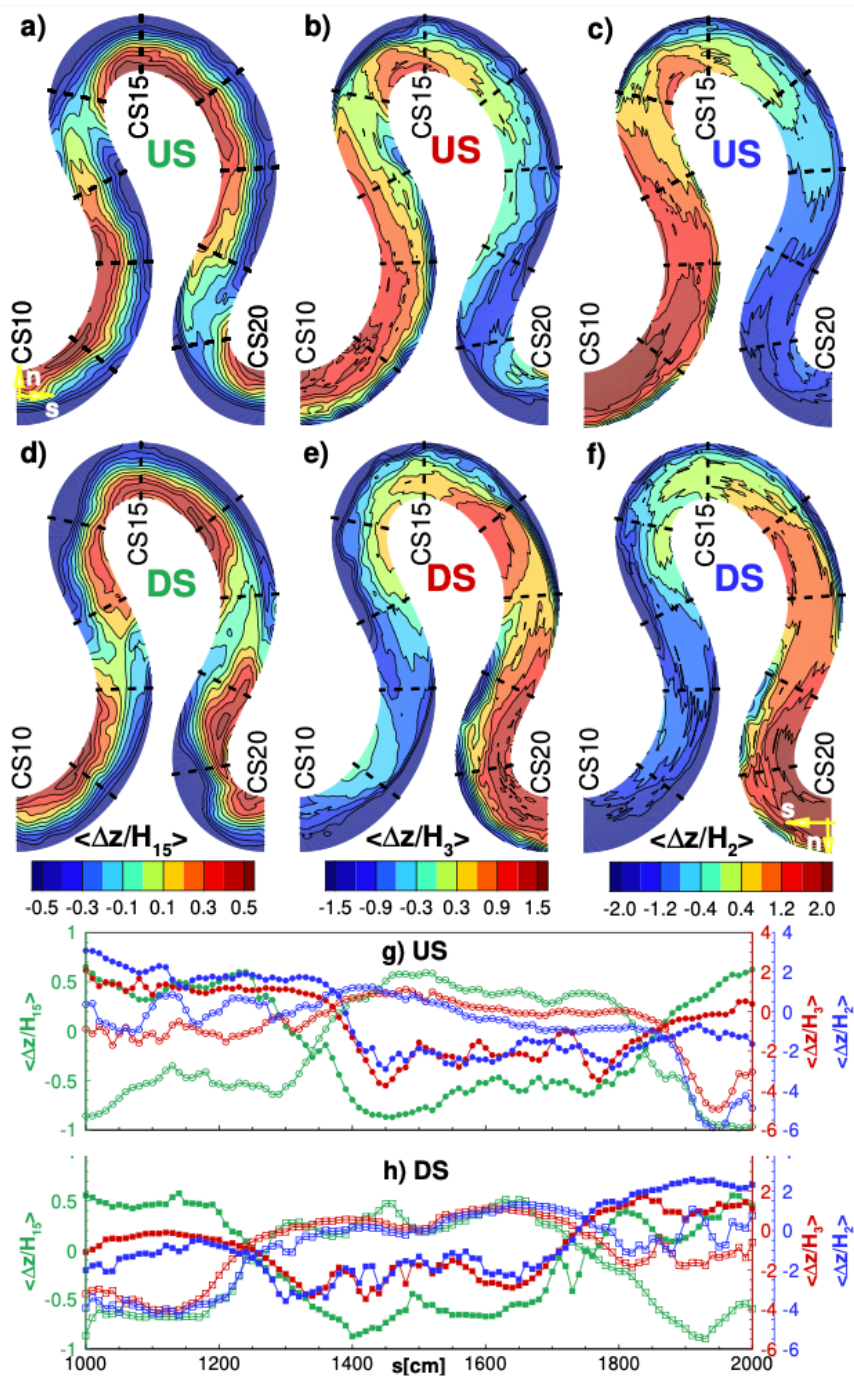 a) b) c)
CS15 CS15 CS15
US US US
CS10 CS20 CS10 CS20 CS10 CS20
n
s
d) e) f)
CS15 CS15 CS15
DS DS DS
CS10 CS20 CS10 CS20 CS10 CS20
s
n
<Δz/H15> <Δz/H3> <Δz/H2>
-0.5 -0.3 -0.1 0.1 0.3 0.5 -1.5 -0.9 -0.3 0.3 0.9 1.5 -2.0 -1.2 -0.4 0.4 1.2 2.0
g) US
1 4 4
0.5 2 2
0 0 0
-0.5 -2 -2
-4 -4
-1 -6 -6
<Δz/H15> <Δz/H3> <Δz/H2>
h) DS
0.5 2 2
0 0 0
-2 -2
-0.5 -4 -4
-1 -6 -6
<Δz/H15> <Δz/H3> <Δz/H2>
1000 1200 1400 1600 1800 2000
s[cm]